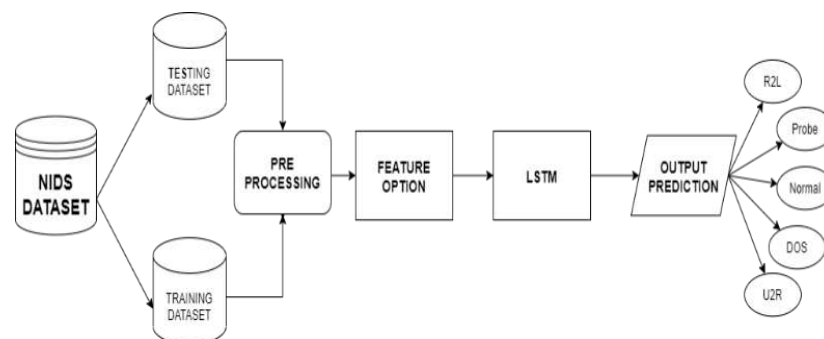 NIDS
DATASET
TESTING
DATASET
TRAINING
DATASET
PRE
PROCESSING
FEATURE
OPTION
LSTM
OUTPUT
PREDICTION
R2L
Probe
Normal
DOS
U2R